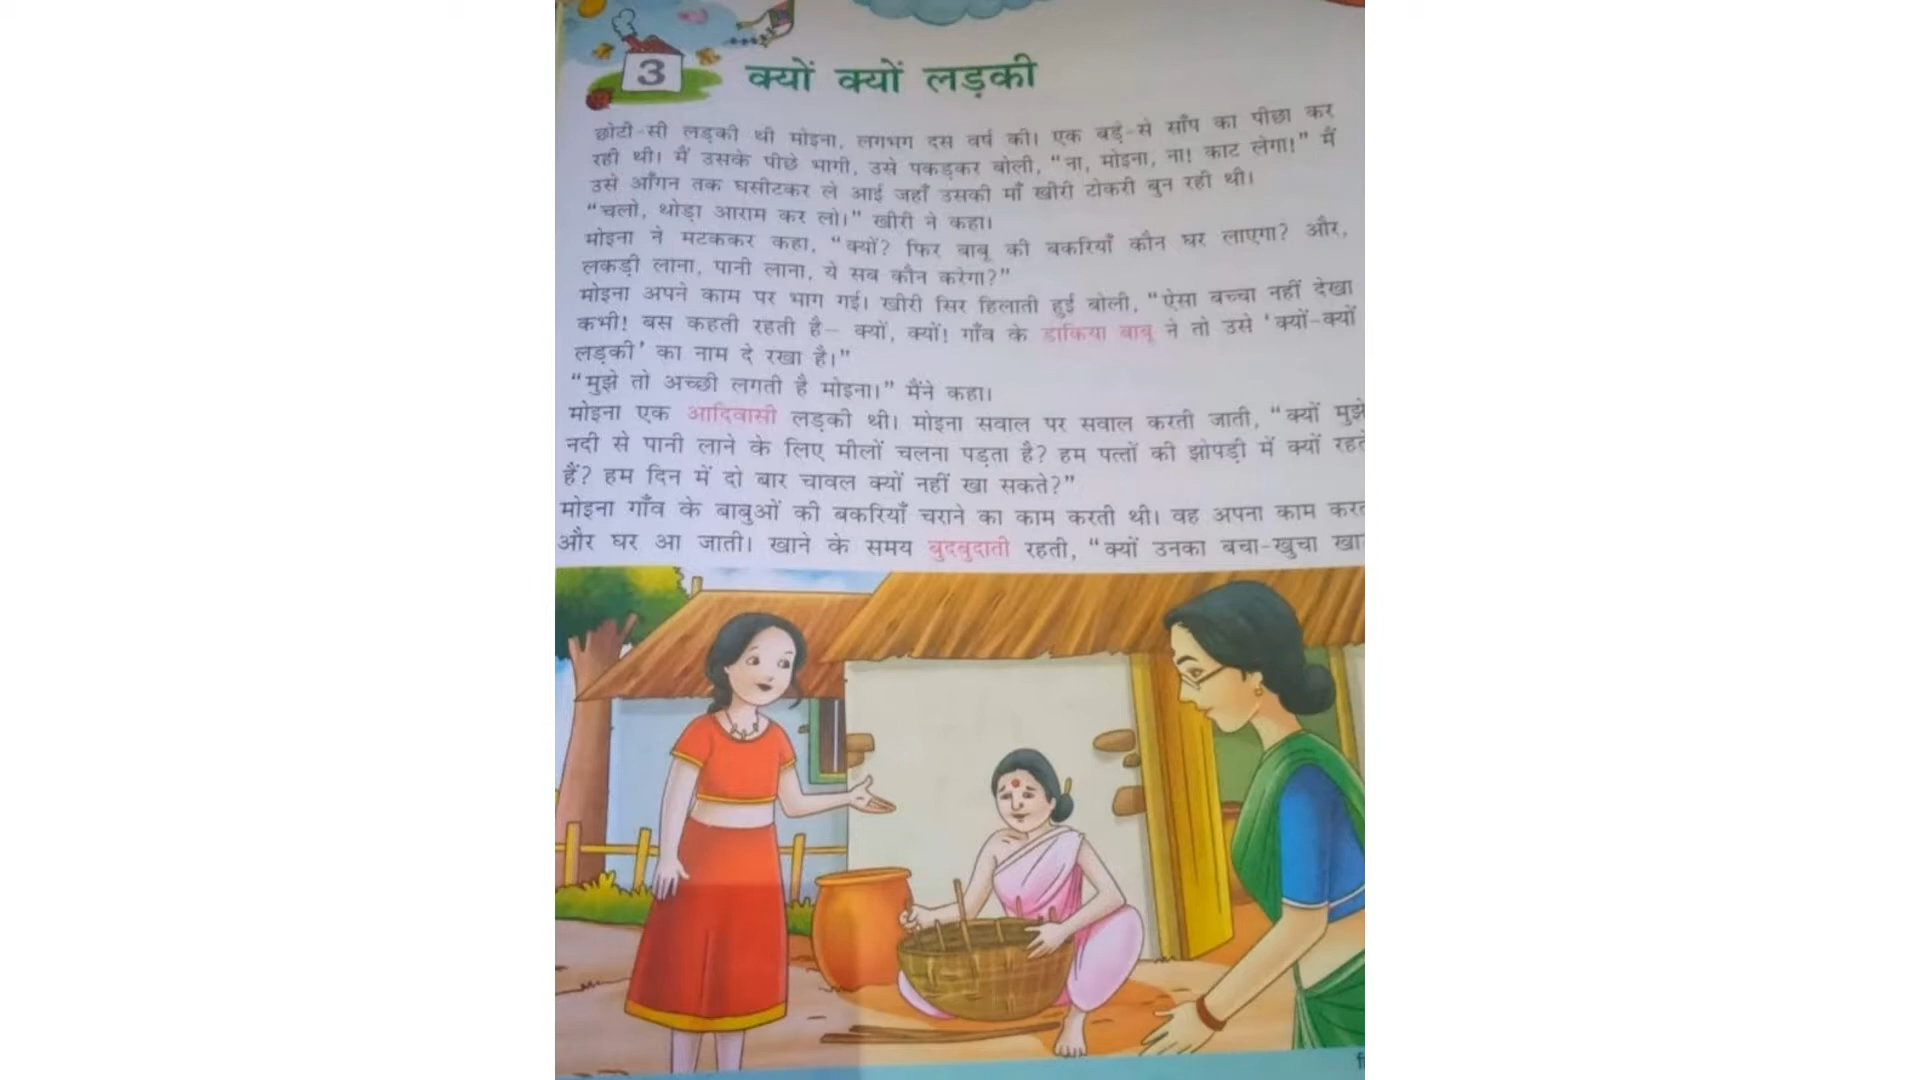 3
क्यों क्यों लड़की
छोटी-सी लड़की थी मोइना, लगभग दस वर्ष की। एक बड़े-से साँप का पीछा कर
रही थी। मैं उसके पीछे भागी, उसे पकड़कर बोली, “ना, मोइना, ना! काट लेगा!” मैं
उसे आँगन तक घसीटकर ले आई जहाँ उसकी माँ खीरी टोकरी बुन रही थी।
“चलो, थोड़ा आराम कर लो।” खीरी ने कहा।
मोइना ने मटककर कहा, “क्यों? फिर बाबू की बकरियाँ कौन घर लाएगा? और,
लकड़ी लाना, पानी लाना, ये सब कौन करेगा?”
मोइना अपने काम पर भाग गई। खीरी सिर हिलाती हुई बोली, “ऐसा बच्चा नहीं देखा
कभी! बस कहती रहती है– क्यों, क्यों! गाँव के डाकिया बाबू ने तो उसे ‘क्यों-क्यों
लड़की’ का नाम दे रखा है।”
“मुझे तो अच्छी लगती है मोइना।” मैंने कहा।
मोइना एक आदिवासी लड़की थी। मोइना सवाल पर सवाल करती जाती, “क्यों मुझे
नदी से पानी लाने के लिए मीलों चलना पड़ता है? हम पत्तों की झोपड़ी में क्यों रहते
हैं? हम दिन में दो बार चावल क्यों नहीं खा सकते?”
मोइना गाँव के बाबुओं की बकरियाँ चराने का काम करती थी। वह अपना काम करत
और घर आ जाती। खाने के समय बुदबुदाती रहती, “क्यों उनका बचा-खुचा खा